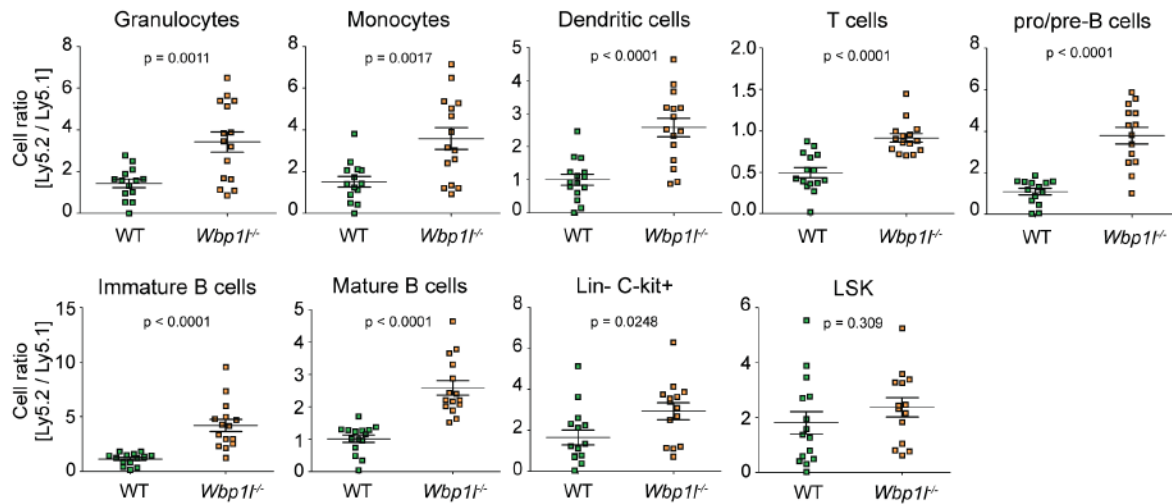 Granulocytes
Monocytes
Dendritic cells
T cells
pro/pre-B cells
Cell ratio
[Ly5.2 / Ly5.1]
8
6
4
2
0
p = 0.0011
WT
Wbp1l-/-
8
6
4
2
0
p = 0.0017
WT
Wbp1l-/-
5
4
3
2
1
0
p < 0.0001
WT
Wbp1l-/-
2.0
1.5
1.0
0.5
0.0
p < 0.0001
WT
Wbp1l-/-
8
6
4
2
0
p < 0.0001
WT
Wbp1l-/-
Immature B cells
Mature B cells
Lin- C-kit+
LSK
Cell ratio
[Ly5.2 / Ly5.1]
15
10
5
0
p < 0.0001
WT
Wbp1l-/-
5
4
3
2
1
0
p < 0.0001
WT
Wbp1l-/-
8
6
4
2
0
p = 0.0248
WT
Wbp1l-/-
6
4
2
0
p = 0.309
WT
Wbp1l-/-